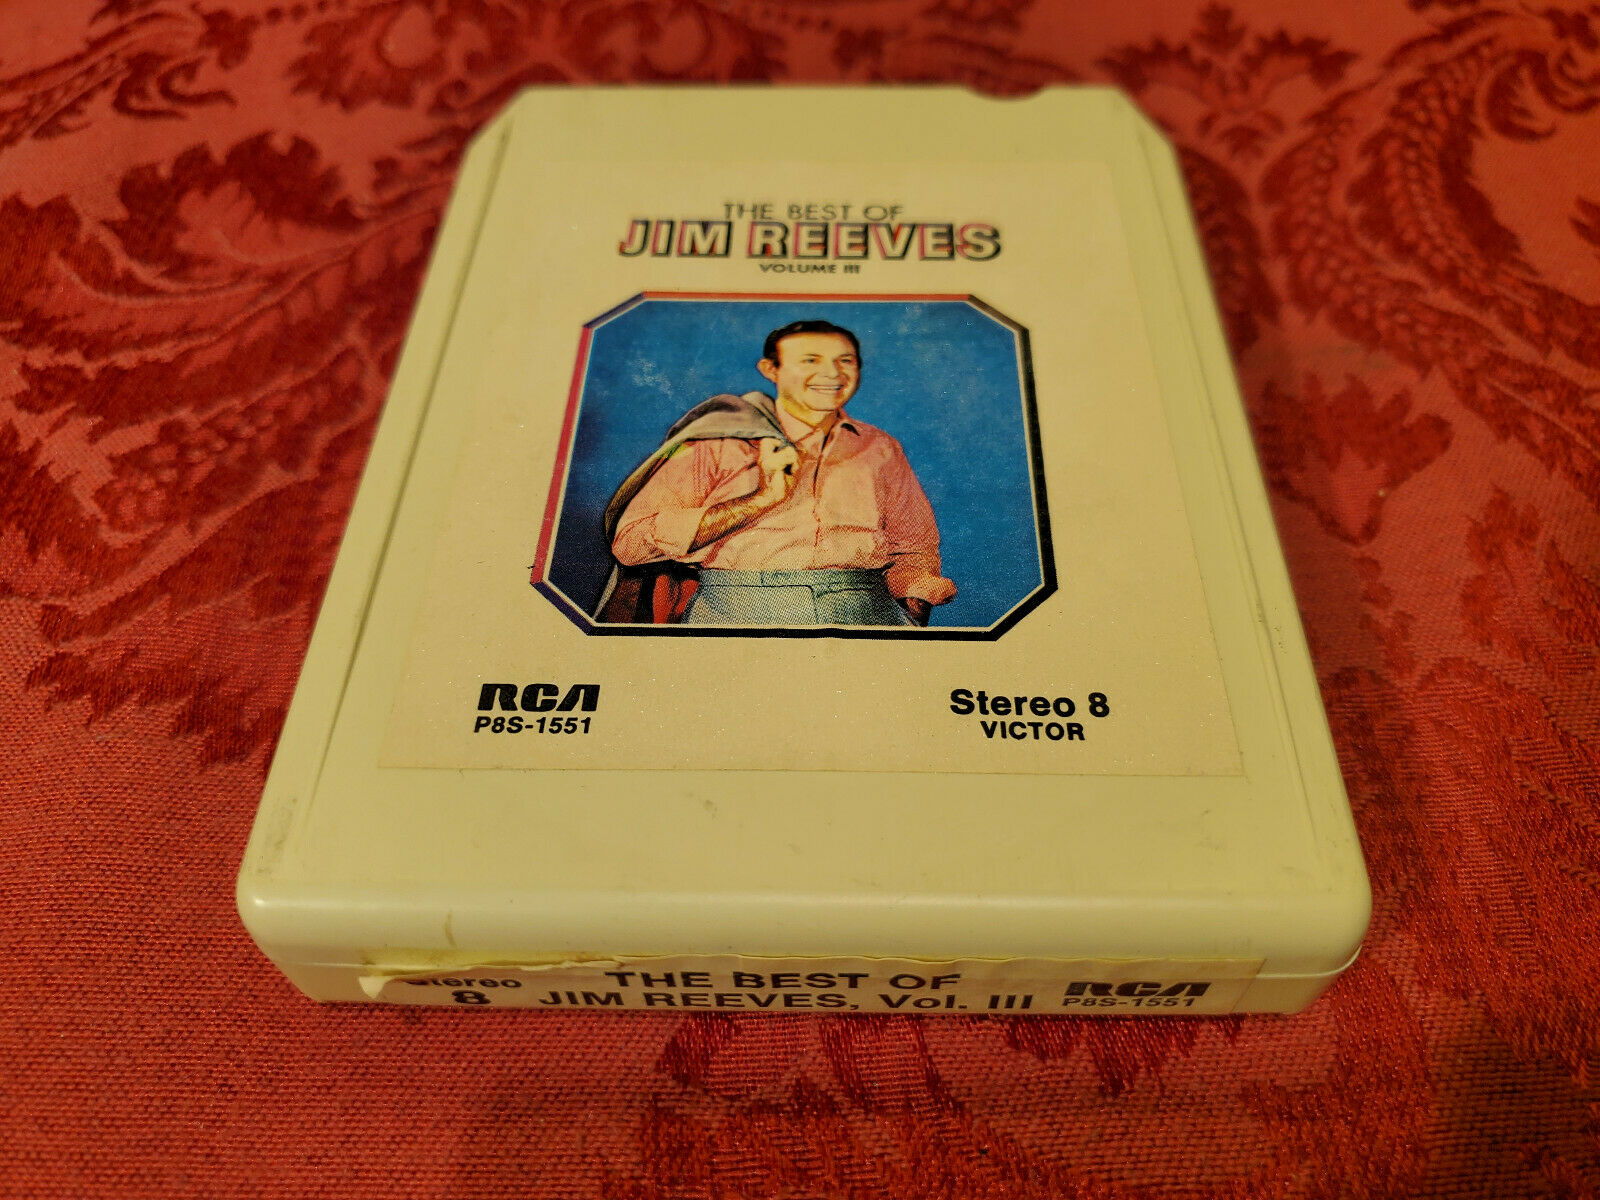 THE BEST OF
JIM REEVES
VOLUME III
RCA
P8S-1551
Stereo 8
VICTOR
Stereo
8
THE BEST OF
JIM REEVES, Vol. III
RCA
P8S-1551